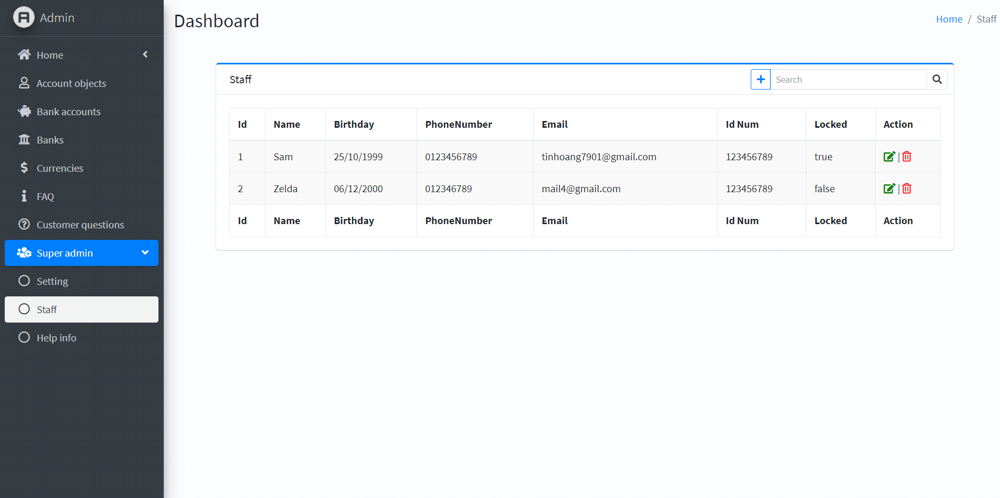 Admin
Home
Account objects
Bank accounts
Banks
Currencies
FAQ
Customer questions
Super admin
Setting
Staff
Help info
Dashboard
Home / Staff
Staff
Search
Id Name Birthday PhoneNumber Email Id Num Locked Action
1 Sam 25/10/1999 0123456789 tinhoang7901@gmail.com 123456789 true |
2 Zelda 06/12/2000 012346789 mail4@gmail.com 123456789 false |
Id Name Birthday PhoneNumber Email Id Num Locked Action